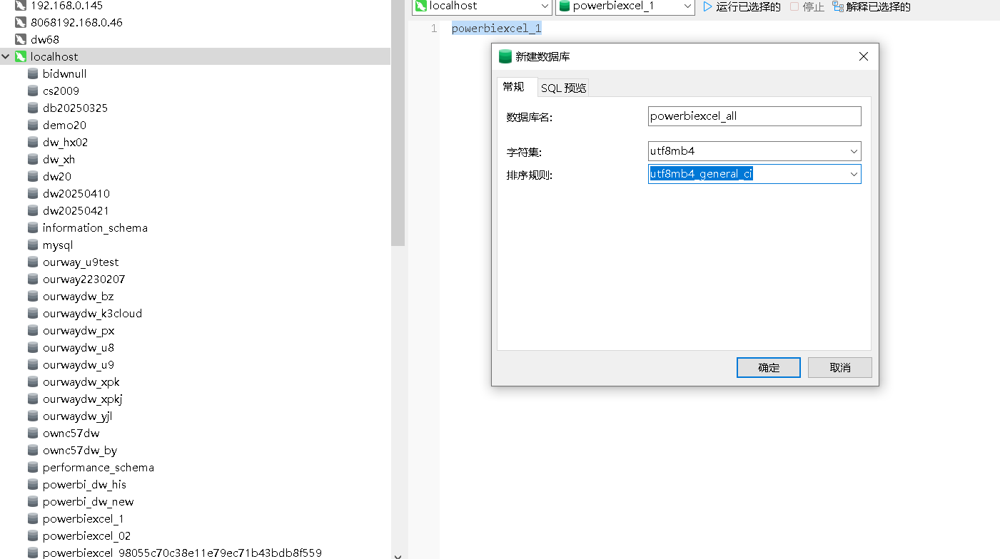 192.168.0.145
8068192.168.0.46
dw68
localhost
bidwnull
cs2009
db20250325
demo20
dw_hx02
dw_xh
dw20
dw20250410
dw20250421
information_schema
mysql
ourway_u9test
ourway2230207
ourwaydw_bz
ourwaydw_k3cloud
ourwaydw_px
ourwaydw_u8
ourwaydw_u9
ourwaydw_xpk
ourwaydw_xpkj
ourwaydw_yjl
ownc57dw
ownc57dw_by
performance_schema
powerbi_dw_his
powerbi_dw_new
powerbiexcel_1
powerbiexcel_02
powerbiexcel_98055c70c38e11e79ec71b43bdb8f559
localhost powerbiexcel_1 运行已选择的 停止 解释已选择的
1 powerbiexcel_1
新建数据库
常规 SQL 预览
数据库名: powerbiexcel_all
字符集: utf8mb4
排序规则: utf8mb4_general_ci
确定 取消